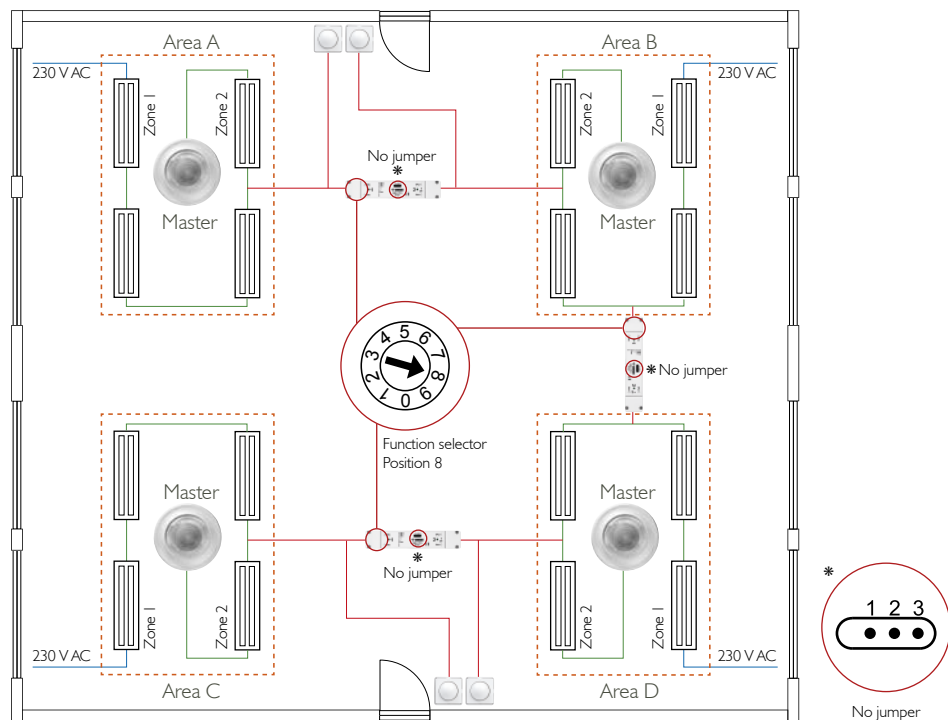 Area A
Area B
230 V AC
230 V AC
Zone 1
Zone 2
Zone 2
Zone 1
No jumper
*
Master
Master
4 5 6
3 7
2 8
1 0 9
* No jumper
Function selector
Position 8
Master
Master
*
No jumper
Zone 1
Zone 2
Zone 2
Zone 1
230 V AC
230 V AC
Area C
Area D
*
1 2 3
No jumper